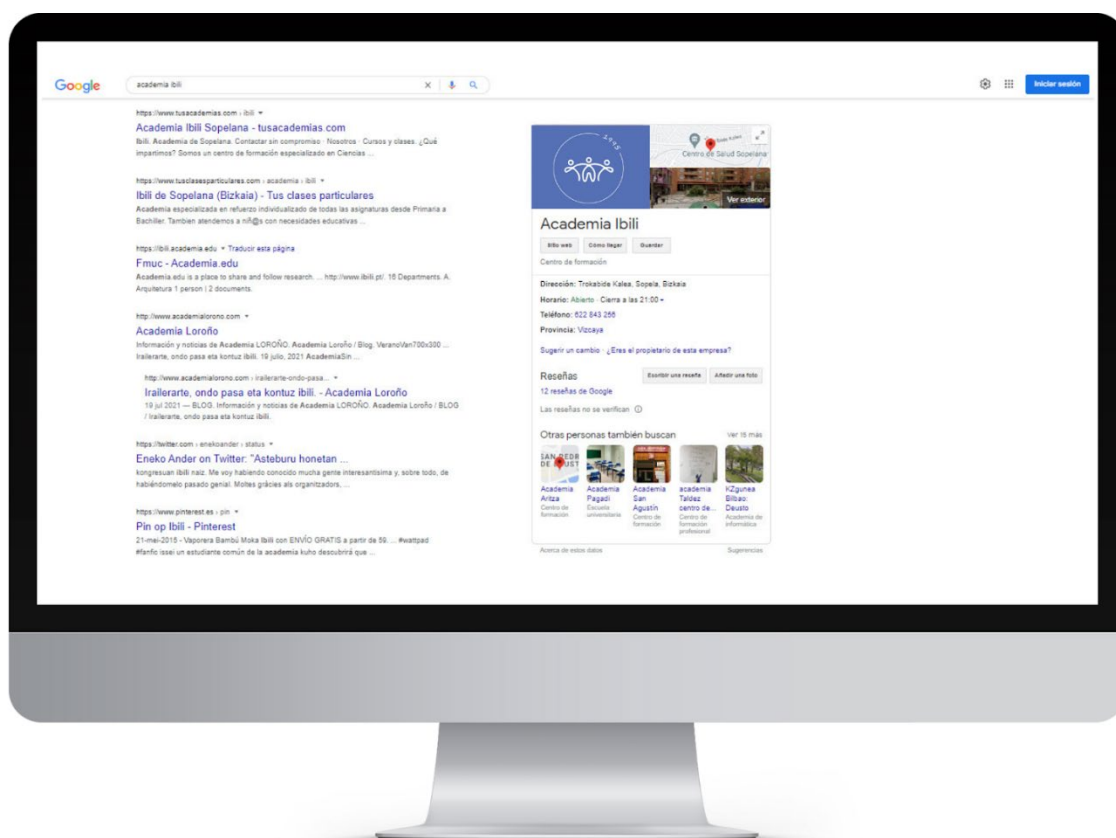 Google
academia ibili
Iniciar sesión
https://www.tusacademias.com › ibili
Academia Ibili Sopelana - tusacademias.com
Ibili. Academia de Sopelana. Contactar sin compromiso · Nosotros · Cursos y clases. ¿Qué
impartimos? Somos un centro de formación especializado en Ciencias ...
https://www.tusclasesparticulares.com › academia › ibili
Ibili de Sopelana (Bizkaia) - Tus clases particulares
Academia especializada en refuerzo individualizado de todas las asignaturas desde Primaria a
Bachiller. Tambien atendemos a niñ@s con necesidades educativas ...
https://ibili.academia.edu Traducir esta página
Fmuc - Academia.edu
Academia.edu is a place to share and follow research. ... http://www.ibili.pt/. 16 Departments. A.
Arquitetura 1 person | 2 documents.
http://www.academialorono.com
Academia Loroño
Información y noticias de Academia LOROÑO. Academia Loroño / Blog. VeranoVan700x300 ...
Irailerarte, ondo pasa eta kontuz ibili. 19 julio, 2021 AcademiaSin ...
http://www.academialorono.com › irailerarte-ondo-pasa...
Irailerarte, ondo pasa eta kontuz ibili. - Academia Loroño
19 jul 2021 — BLOG. Información y noticias de Academia LOROÑO. Academia Loroño / BLOG
/ Irailerarte, ondo pasa eta kontuz ibili.
https://twitter.com › enekoander › status
Eneko Ander on Twitter: "Asteburu honetan ...
kongresuan ibili naiz. Me voy habiendo conocido mucha gente interesantísima y, sobre todo, de
habiéndomelo pasado genial. Moltes gràcies als organitzadors, ...
https://www.pinterest.es › pin
Pin op Ibili - Pinterest
21-mei-2015 - Vaporera Bambú Moka Ibili con ENVÍO GRATIS a partir de 59. ... #wattpad
#fanfic issei un estudiante común de la academia kuho descubrirá que ...
Centro de Salud Sopelana
Ver exterior
Academia Ibili
Sitio web Cómo llegar Guardar
Centro de formación
Dirección: Trokabide Kalea, Sopela, Bizkaia
Horario: Abierto · Cierra a las 21:00
Teléfono: 622 843 256
Provincia: Vizcaya
Sugerir un cambio · ¿Eres el propietario de esta empresa?
Reseñas Escribir una reseña Añadir una foto
12 reseñas de Google
Las reseñas no se verifican
Otras personas también buscan Ver 15 más
Academia Aritza
Centro de formación
Academia Pagadi
Escuela universitaria
Academia San Agustín
Centro de formación
academia Taldez centro de...
Centro de formación profesional
KZgunea Bilbao: Deusto
Academia de informática
Acerca de estos datos Sugerencias